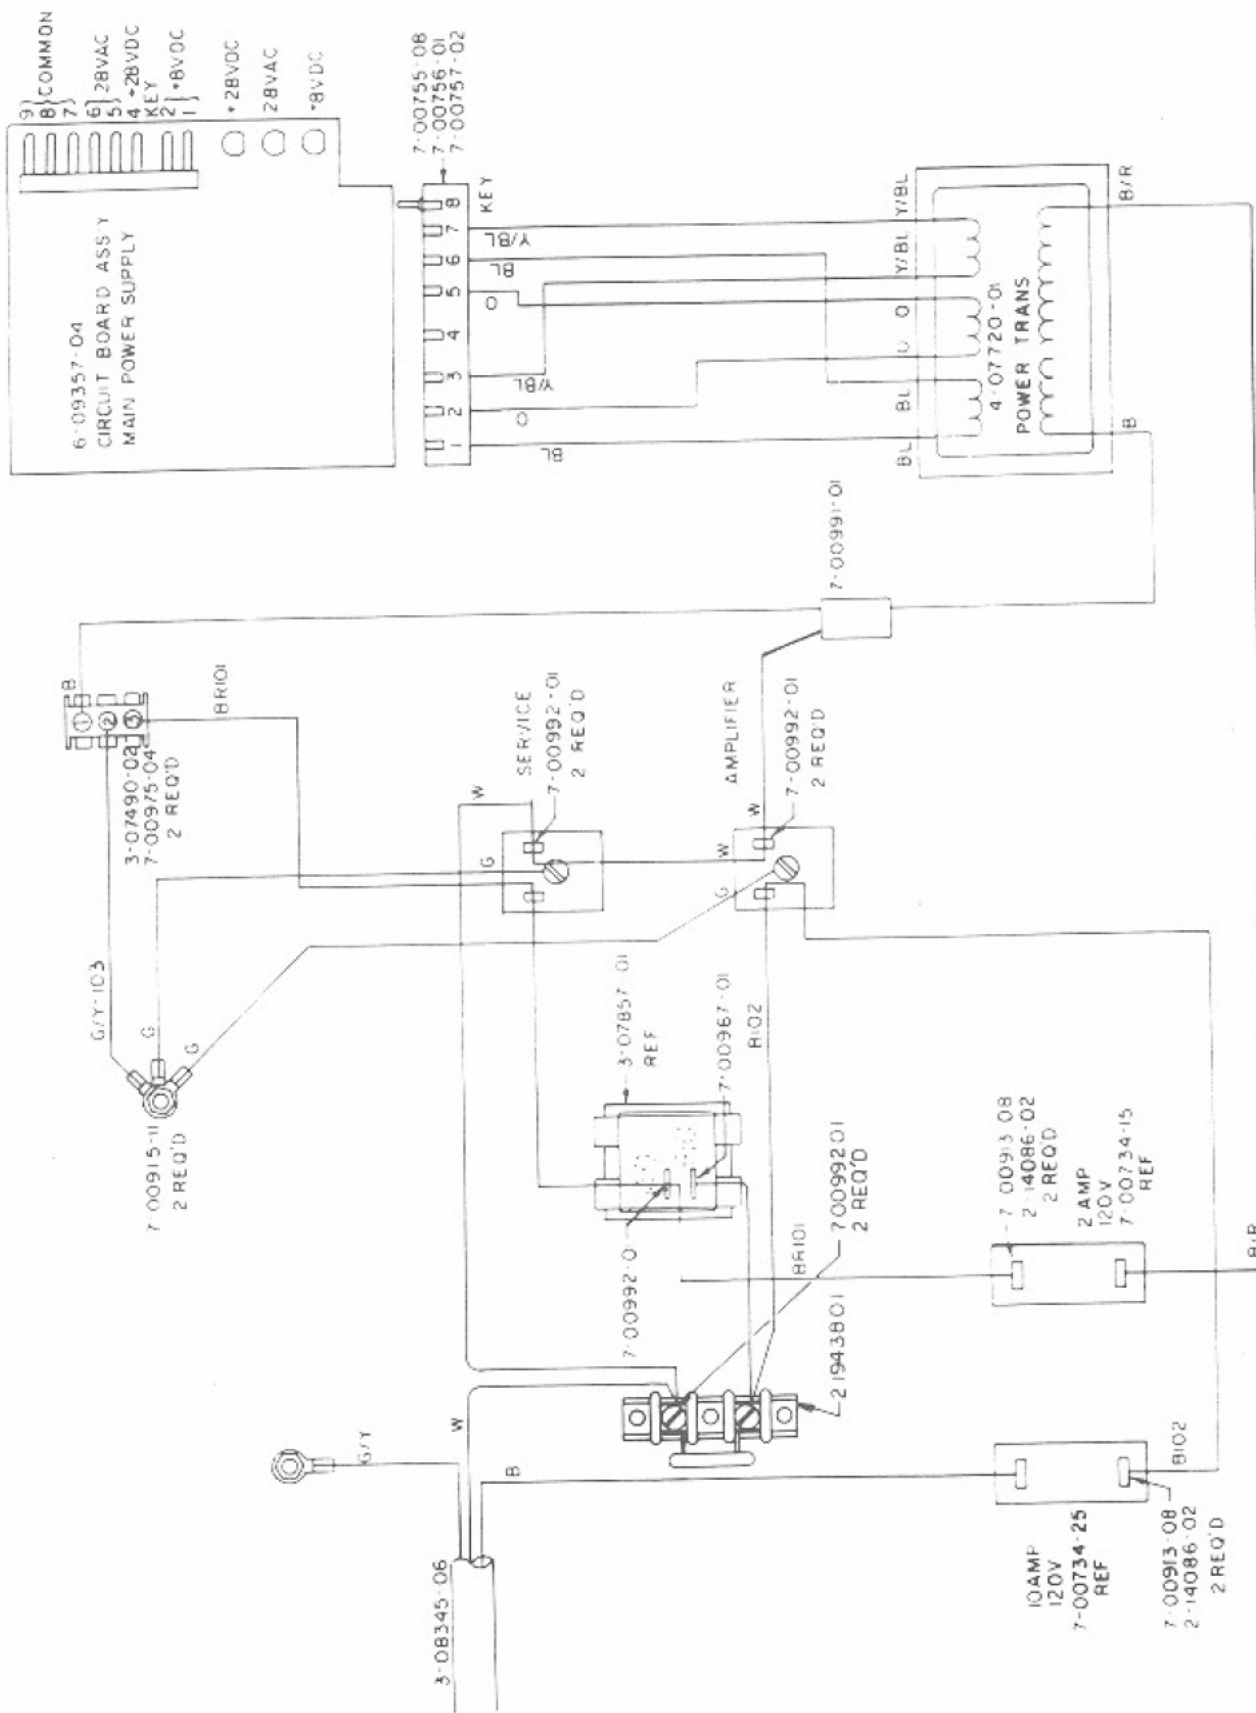 9}
8}COMMON
7}
6}28VAC
5}
4 +28VDC
KEY
2}+8VDC
1}
+28VDC
28VAC
+8VDC
6-09357-04
CIRCUIT BOARD ASS'Y
MAIN POWER SUPPLY
7-00755-08
7-00756-01
7-00757-02
1 2 3 4 5 6 7 8
KEY
BL
O
Y/BL
O
BL
Y/BL
BL
BL
O
Y/BL
Y/BL
4-07720-01
POWER TRANS
B
B/R
7-00991-01
B
1
2
3
3-07490-02
7-00975-04
2 REQ'D
BR101
G/Y-103
G
G
7-00915-11
2 REQ'D
W
G
SERVICE
7-00992-01
2 REQ'D
AMPLIFIER
W
G
W
7-00992-01
2 REQ'D
3-07857-01
REF
7-00967-01
B102
7-00992-01
70099201
2 REQ'D
BR101
21943801
7-00913-08
2-14086-02
2 REQ'D
2 AMP
120V
7-00734-15
REF
B/R
G/Y
W
B
3-08345-06
10AMP
120V
7-00734-25
REF
B102
7-00913-08
2-14086-02
2 REQ'D